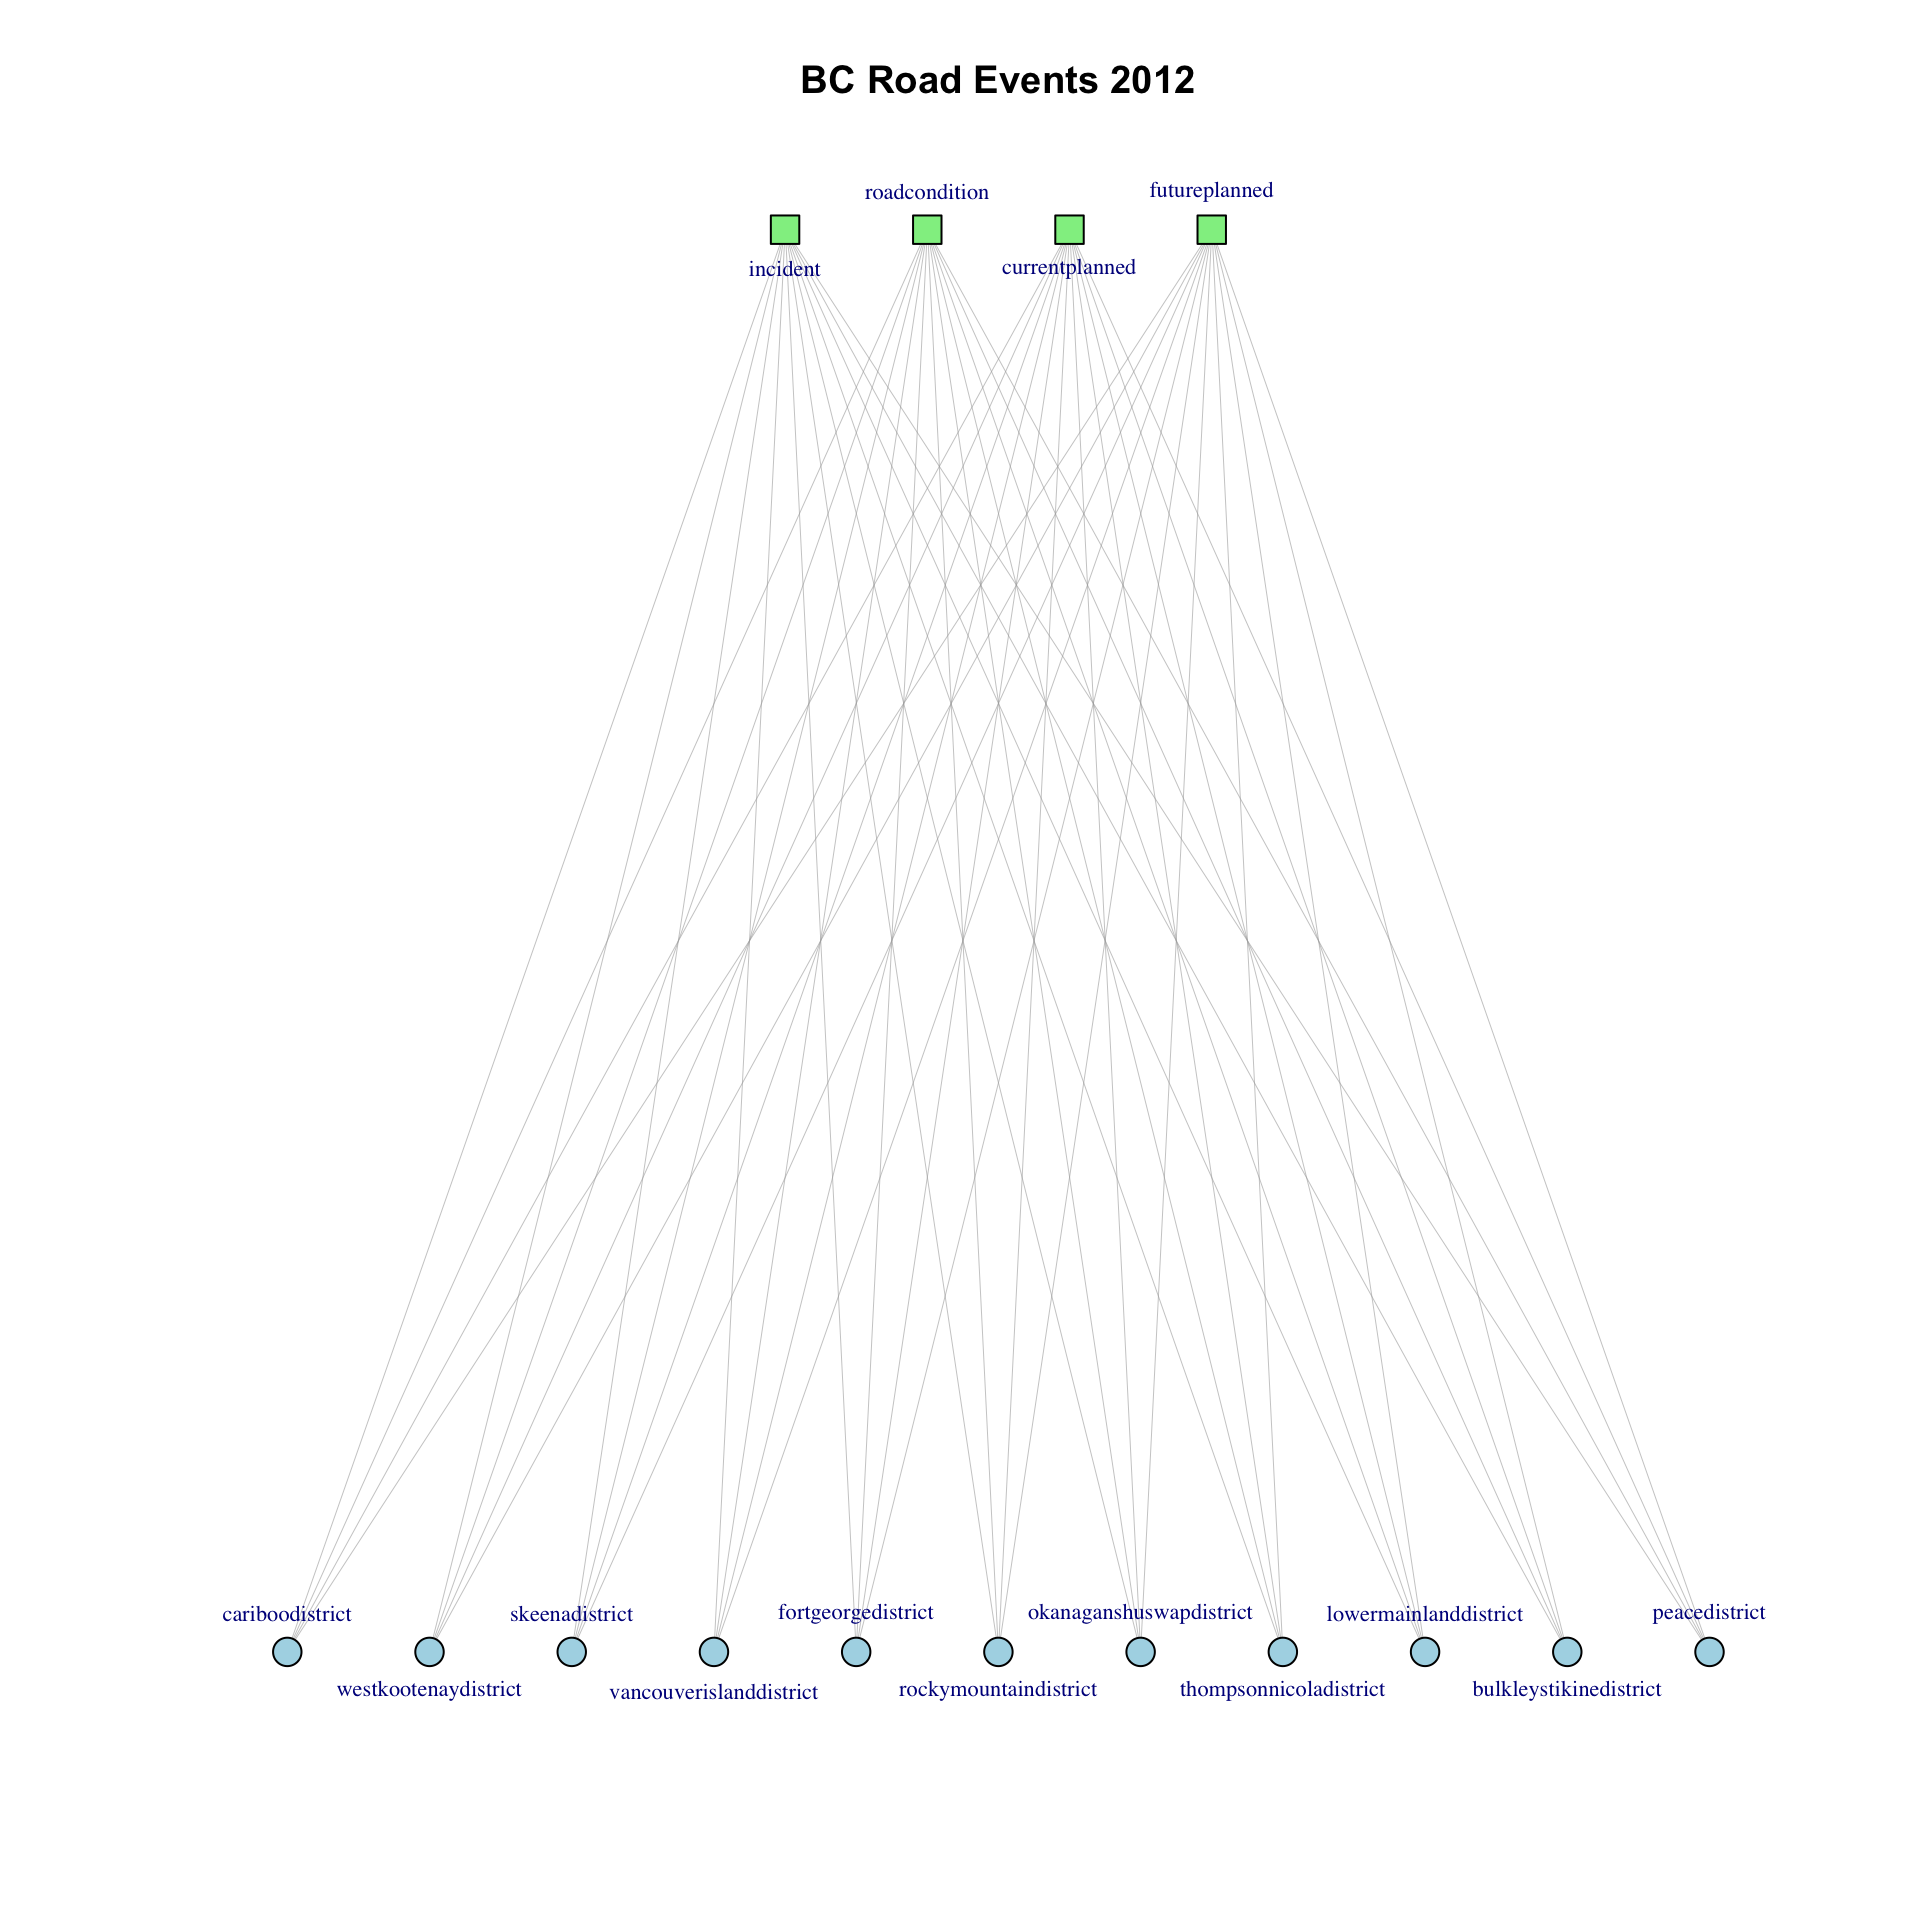 BC Road Events 2012
roadcondition
futureplanned
incident
currentplanned
cariboodistrict
skeenadistrict
fortgeorgedistrict
okanaganshuswapdistrict
lowermainlanddistrict
peacedistrict
westkootenaydistrict
vancouverislanddistrict
rockymountaindistrict
thompsonnicoladistrict
bulkleystikinedistrict